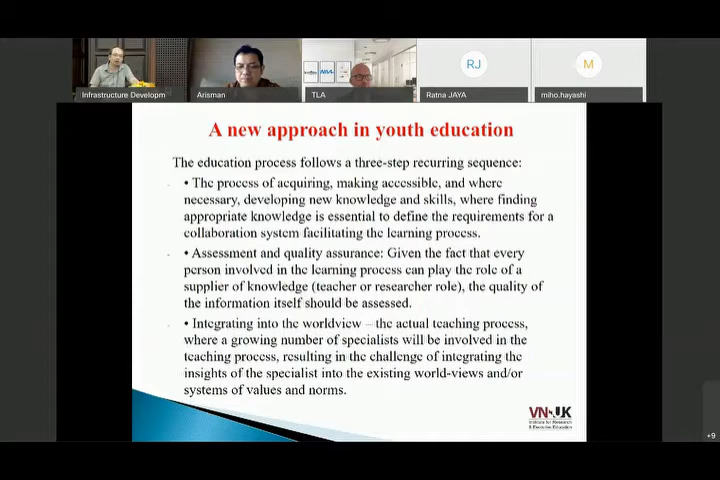 RJ
M
Infrastructure Developm
Arisman
TLA
Ratna JAYA
miho.hayashi
A new approach in youth education
The education process follows a three-step recurring sequence:
• The process of acquiring, making accessible, and where
necessary, developing new knowledge and skills, where finding
appropriate knowledge is essential to define the requirements for a
collaboration system facilitating the learning process.
• Assessment and quality assurance: Given the fact that every
person involved in the learning process can play the role of a
supplier of knowledge (teacher or researcher role), the quality of
the information itself should be assessed.
• Integrating into the worldview – the actual teaching process,
where a growing number of specialists will be involved in the
teaching process, resulting in the challenge of integrating the
insights of the specialist into the existing world-views and/or
systems of values and norms.
VN-UK
Institute for Research
& Executive Education
+9